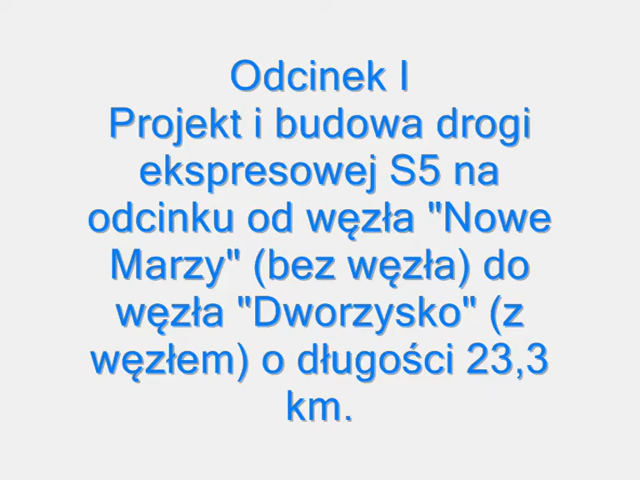 Odcinek I
Projekt i budowa drogi
ekspresowej S5 na
odcinku od węzła "Nowe
Marzy" (bez węzła) do
węzła "Dworzysko" (z
węzłem) o długości 23,3
km.